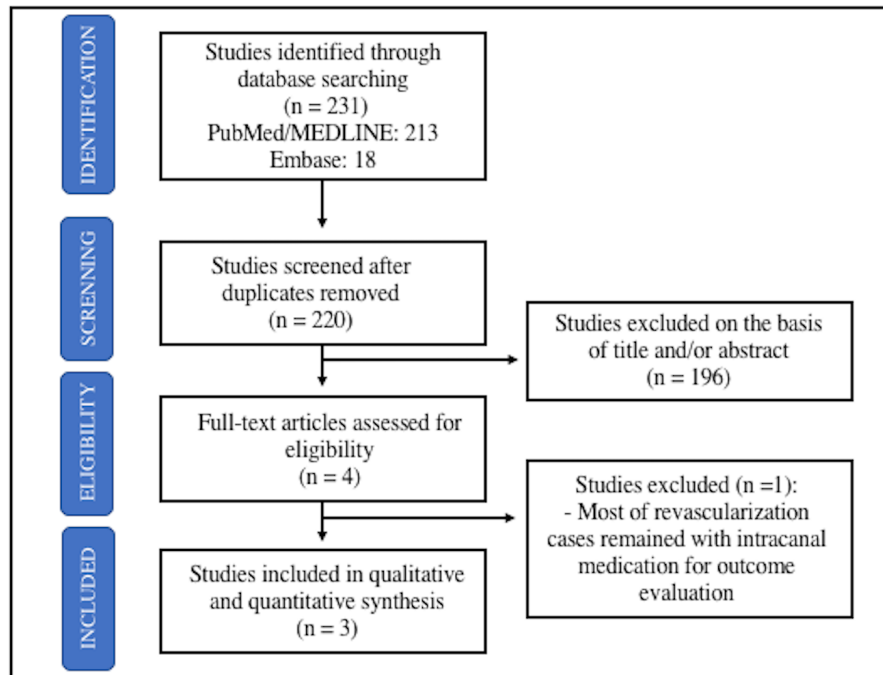 IDENTIFICATION
Studies identified through
database searching
(n = 231)
PubMed/MEDLINE: 213
Embase: 18
SCRENNING
Studies screened after
duplicates removed
(n = 220)
Studies excluded on the basis
of title and/or abstract
(n = 196)
ELIGIBILITY
Full-text articles assessed for
eligibility
(n = 4)
Studies excluded (n =1):
- Most of revascularization
cases remained with intracanal
medication for outcome
evaluation
INCLUDED
Studies included in qualitative
and quantitative synthesis
(n = 3)